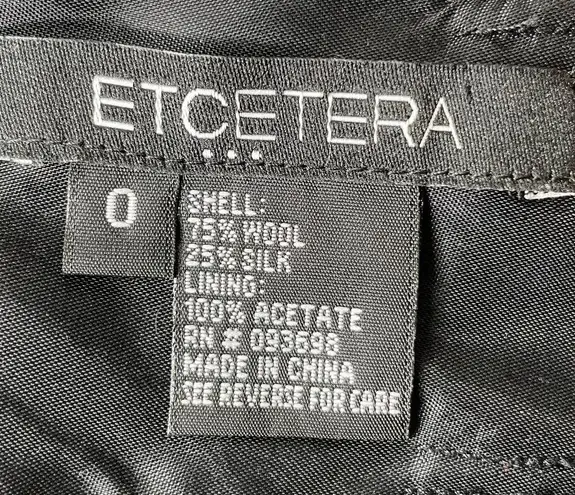 ETCETERA
...
0
SHELL:
75% WOOL
25% SILK
LINING:
100% ACETATE
RN # 093698
MADE IN CHINA
SEE REVERSE FOR CARE